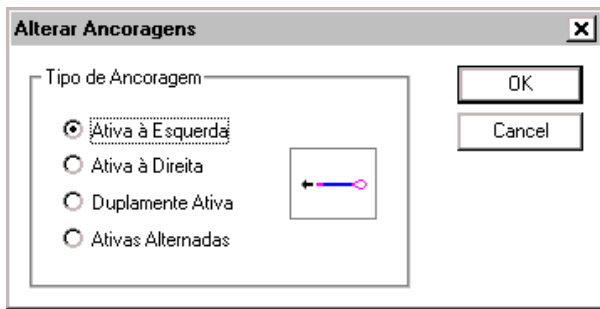 Alterar Ancoragens
Tipo de Ancoragem
Ativa à Esquerda
Ativa à Direita
Duplamente Ativa
Ativas Alternadas
OK
Cancel